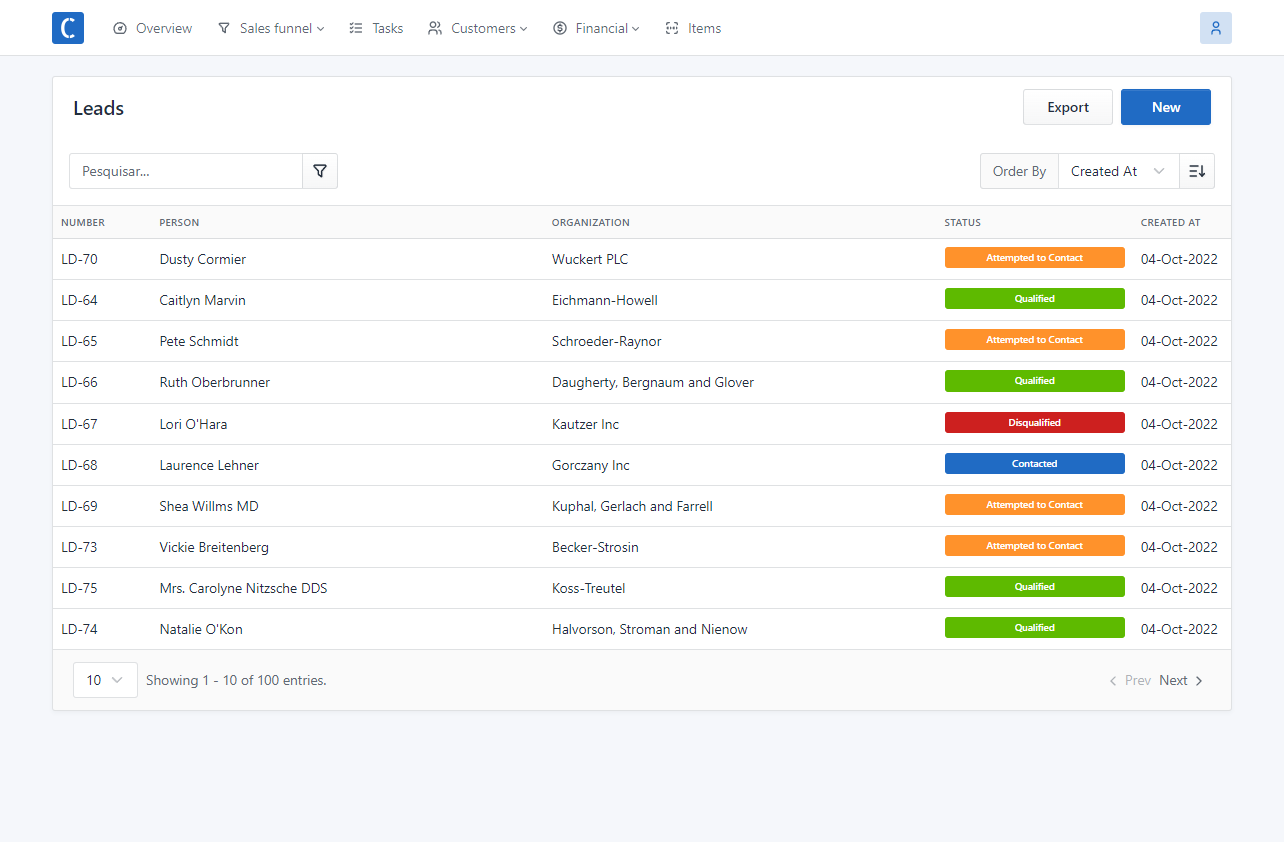 C Overview Sales funnel Tasks Customers Financial Items
Leads Export New
Pesquisar... Order By Created At
NUMBER PERSON ORGANIZATION STATUS CREATED AT
LD-70 Dusty Cormier Wuckert PLC Attempted to Contact 04-Oct-2022
LD-64 Caitlyn Marvin Eichmann-Howell Qualified 04-Oct-2022
LD-65 Pete Schmidt Schroeder-Raynor Attempted to Contact 04-Oct-2022
LD-66 Ruth Oberbrunner Daugherty, Bergnaum and Glover Qualified 04-Oct-2022
LD-67 Lori O'Hara Kautzer Inc Disqualified 04-Oct-2022
LD-68 Laurence Lehner Gorczany Inc Contacted 04-Oct-2022
LD-69 Shea Willms MD Kuphal, Gerlach and Farrell Attempted to Contact 04-Oct-2022
LD-73 Vickie Breitenberg Becker-Strosin Attempted to Contact 04-Oct-2022
LD-75 Mrs. Carolyne Nitzsche DDS Koss-Treutel Qualified 04-Oct-2022
LD-74 Natalie O'Kon Halvorson, Stroman and Nienow Qualified 04-Oct-2022
10 Showing 1 - 10 of 100 entries. Prev Next